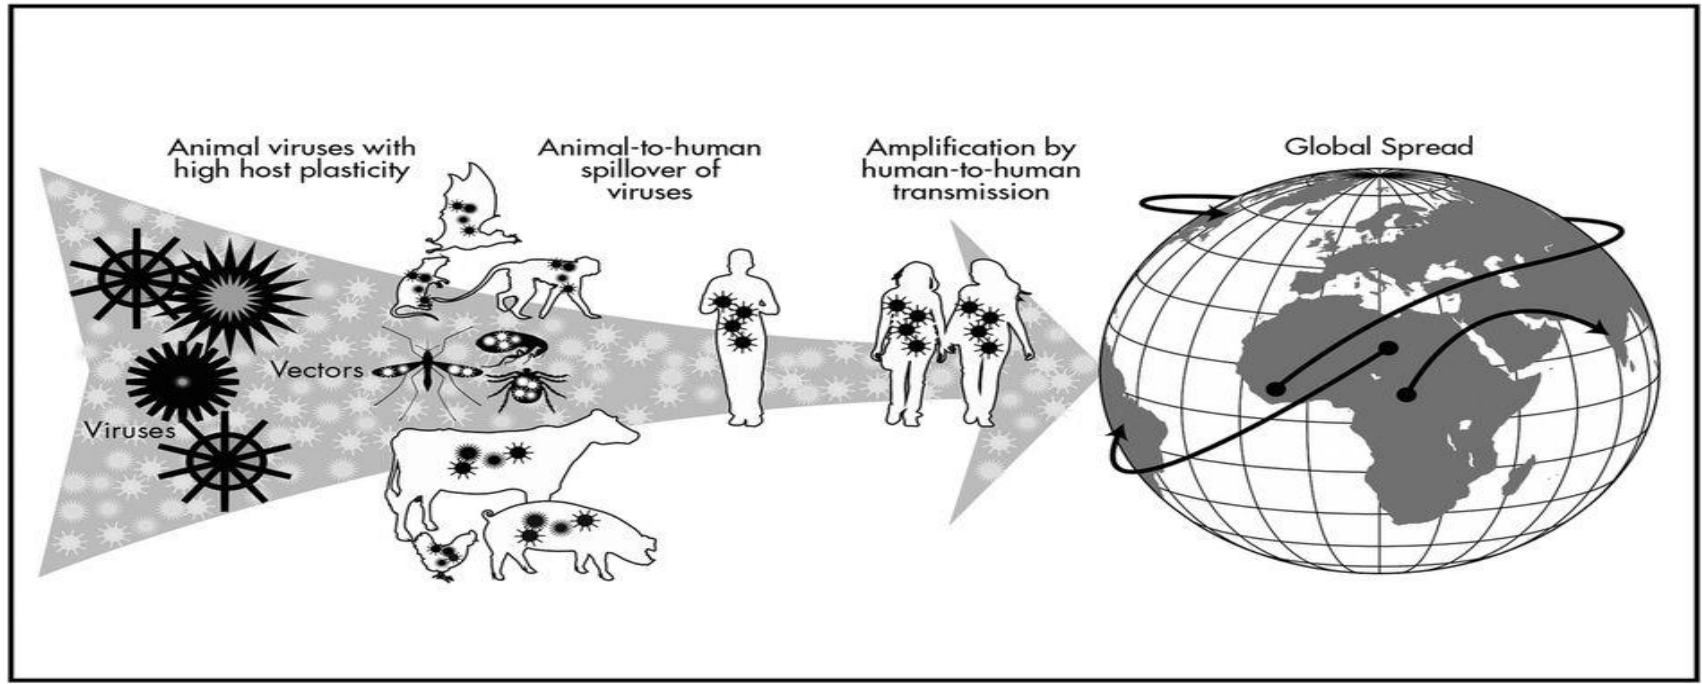 Animal viruses with
high host plasticity
Animal-to-human
spillover of
viruses
Amplification by
human-to-human
transmission
Global Spread
Vectors
Viruses